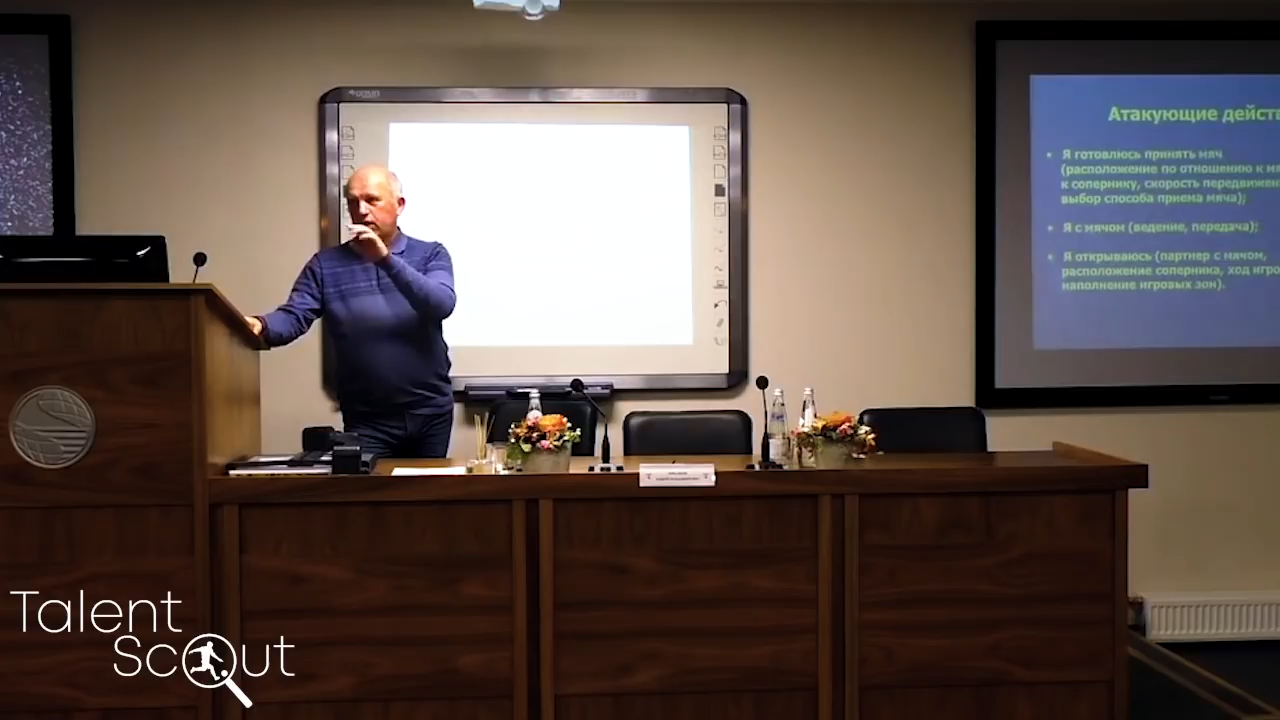 Атакующие действ
• Я готовлюсь принять мяч
(расположение по отношению к мя
к сопернику, скорость передвижен
выбор способа приема мяча);
• Я с мячом (ведение, передача);
• Я открываюсь (партнер с мячом,
расположение соперника, ход игро
наполнение игровых зон).
Talent
Scout